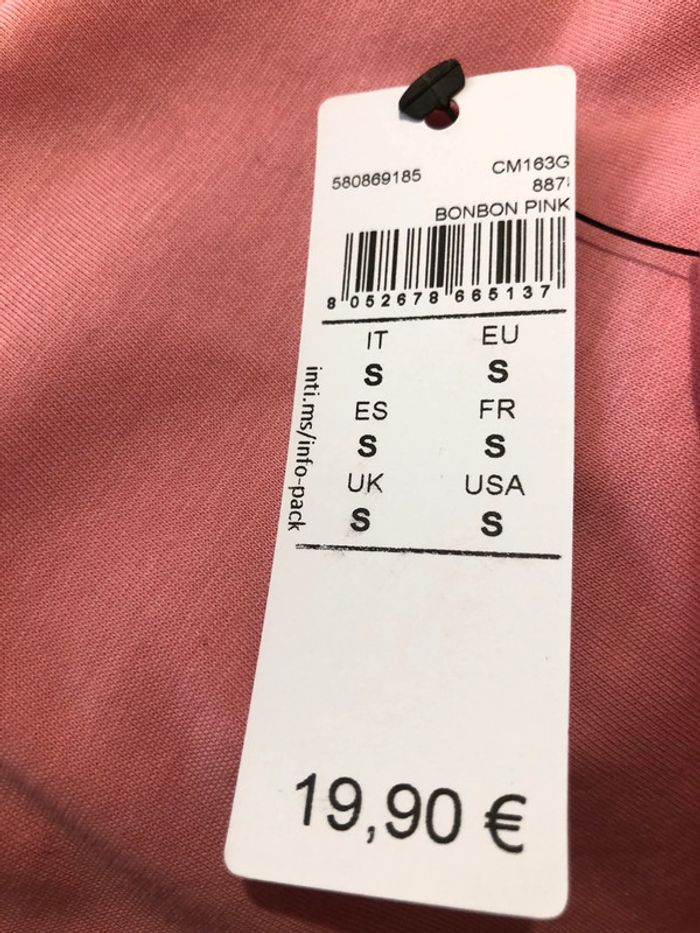 580869185 CM163G
BONBON PINK
8 052678 665137
IT EU
S S
ES FR
S S
UK USA
S S
inti.ms/info-pack
19,90 €